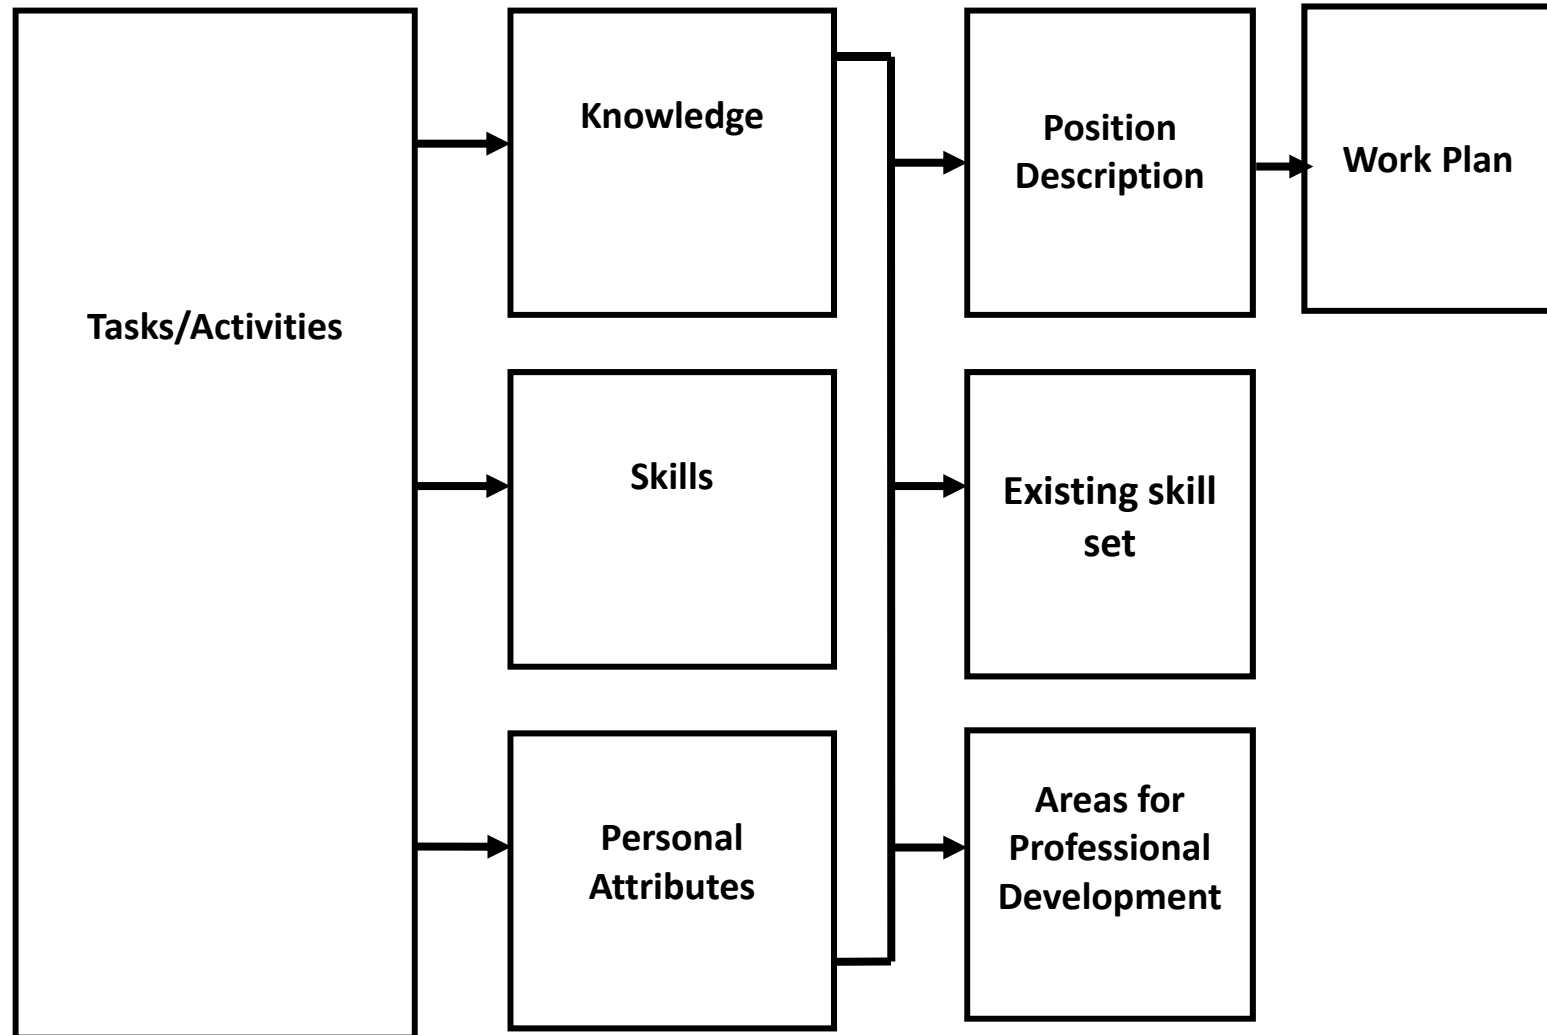 Tasks/Activities
Knowledge
Skills
Personal
Attributes
Position
Description
Existing skill
set
Areas for
Professional
Development
Work Plan